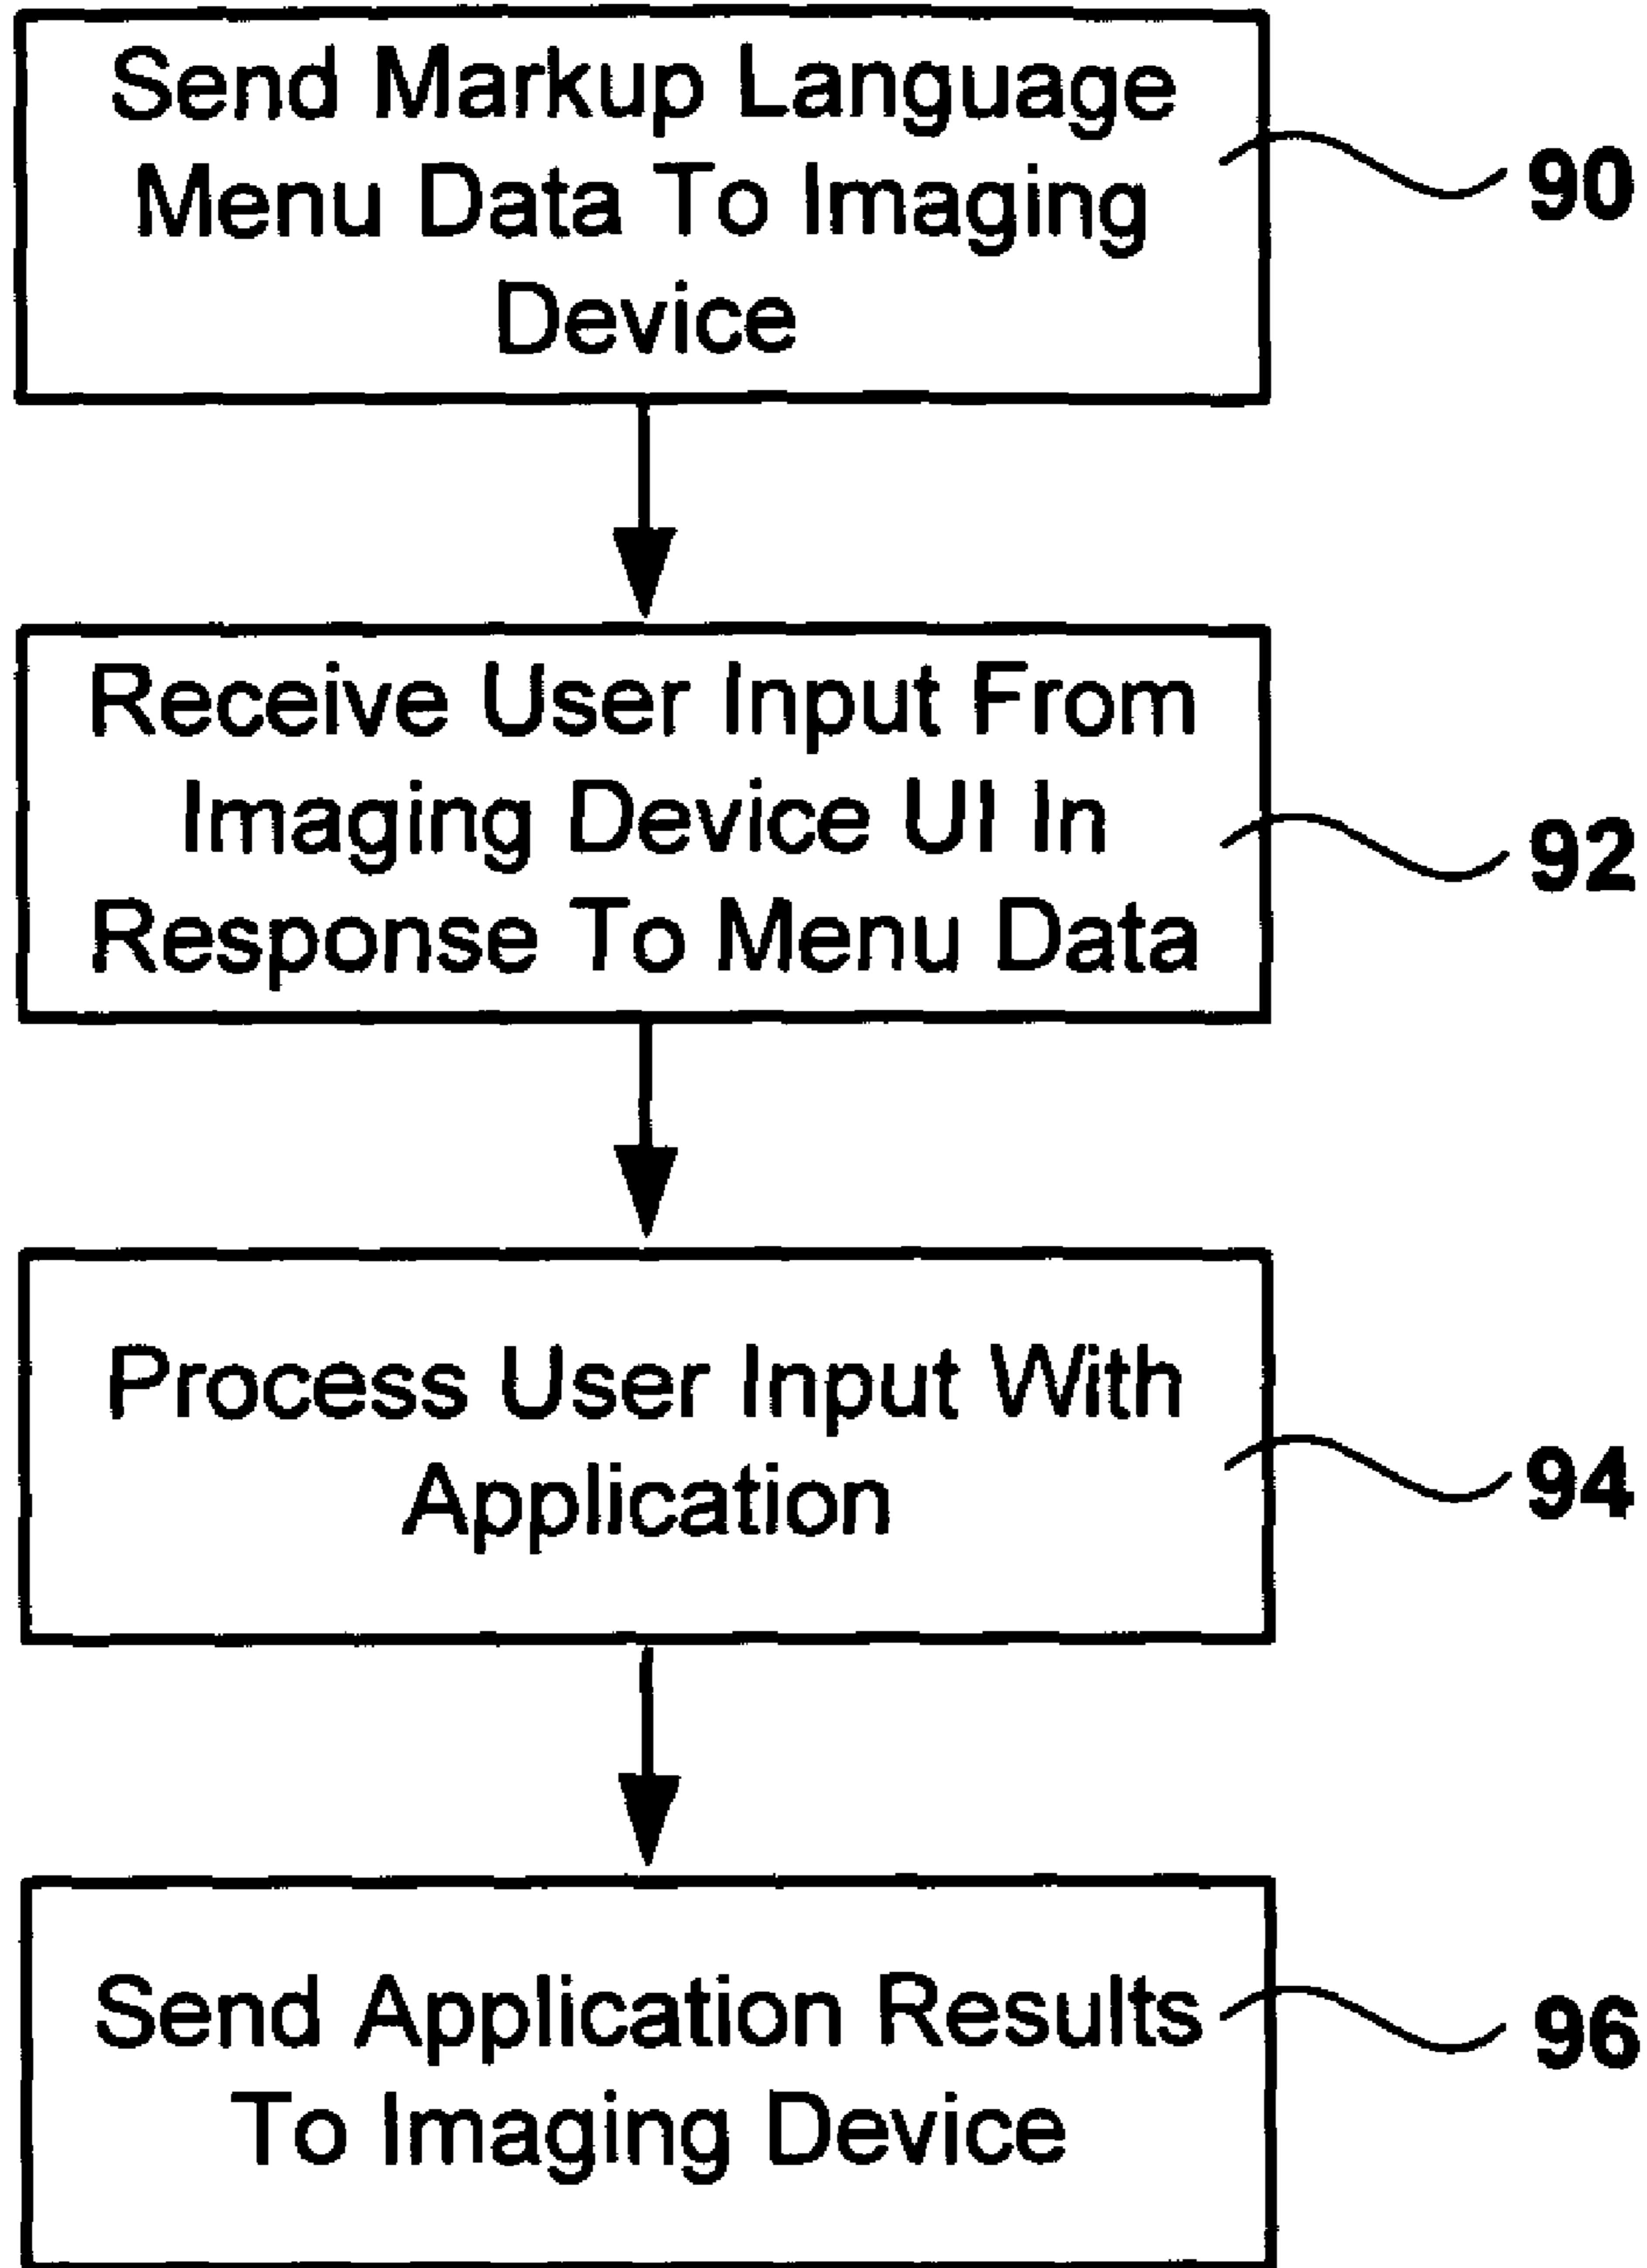 Send Markup Language
Menu Data To Imaging
Device
90
Receive User Input From
Imaging Device UI In
Response To Menu Data
92
Process User Input With
Application
94
Send Application Results
To Imaging Device
96